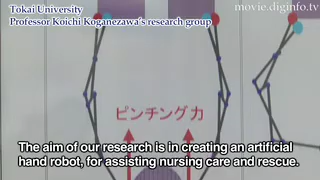 movie.diginfo.tv
Tokai University
Professor Koichi Koganezawa's research group
ピンチング力
The aim of our research is in creating an artificial
hand robot, for assisting nursing care and rescue.